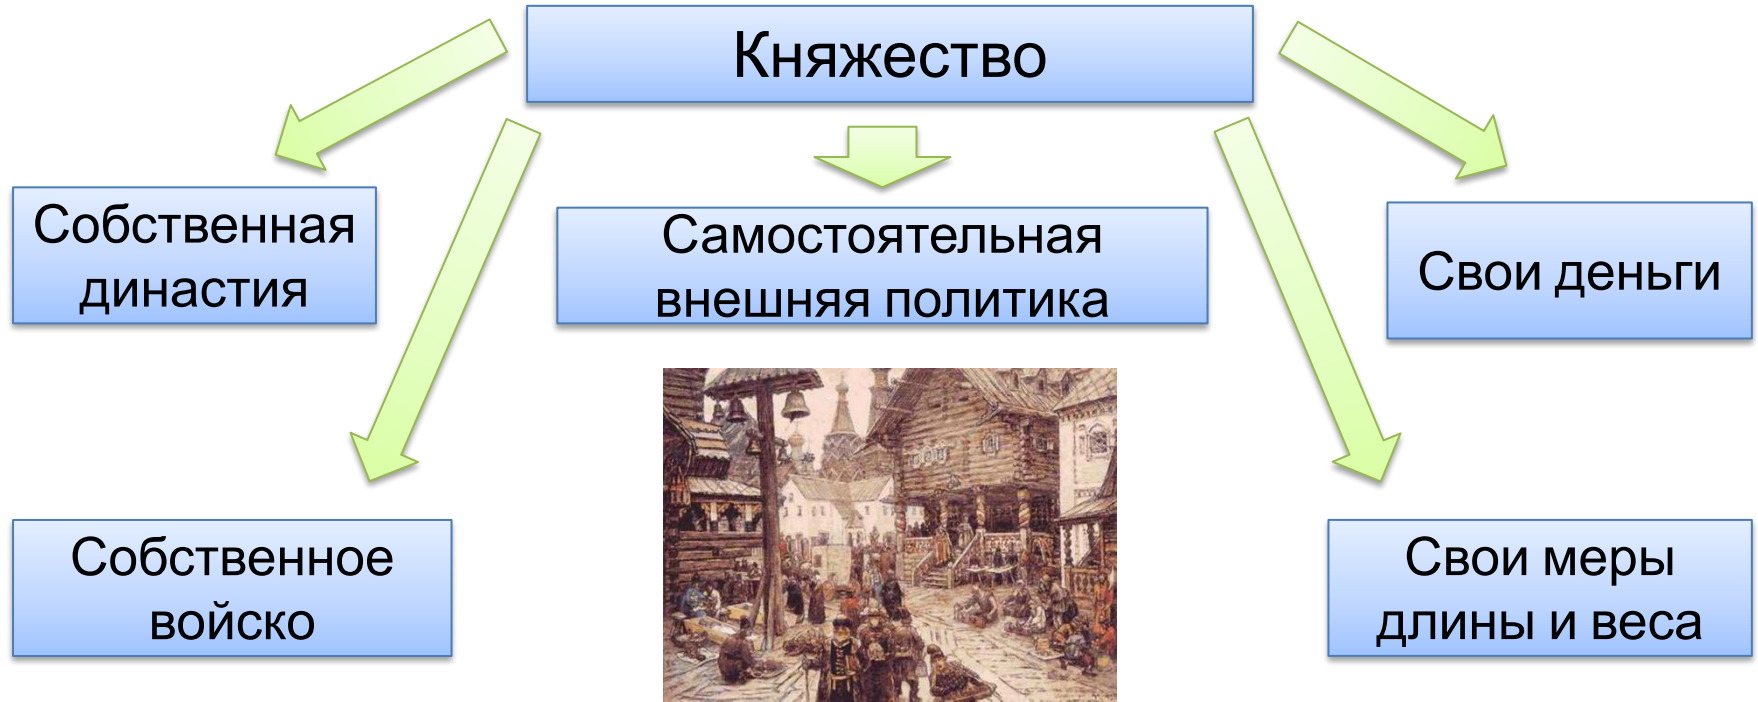 Княжество
Собственная
династия
Самостоятельная
внешняя политика
Свои деньги
Собственное
войско
Свои меры
длины и веса